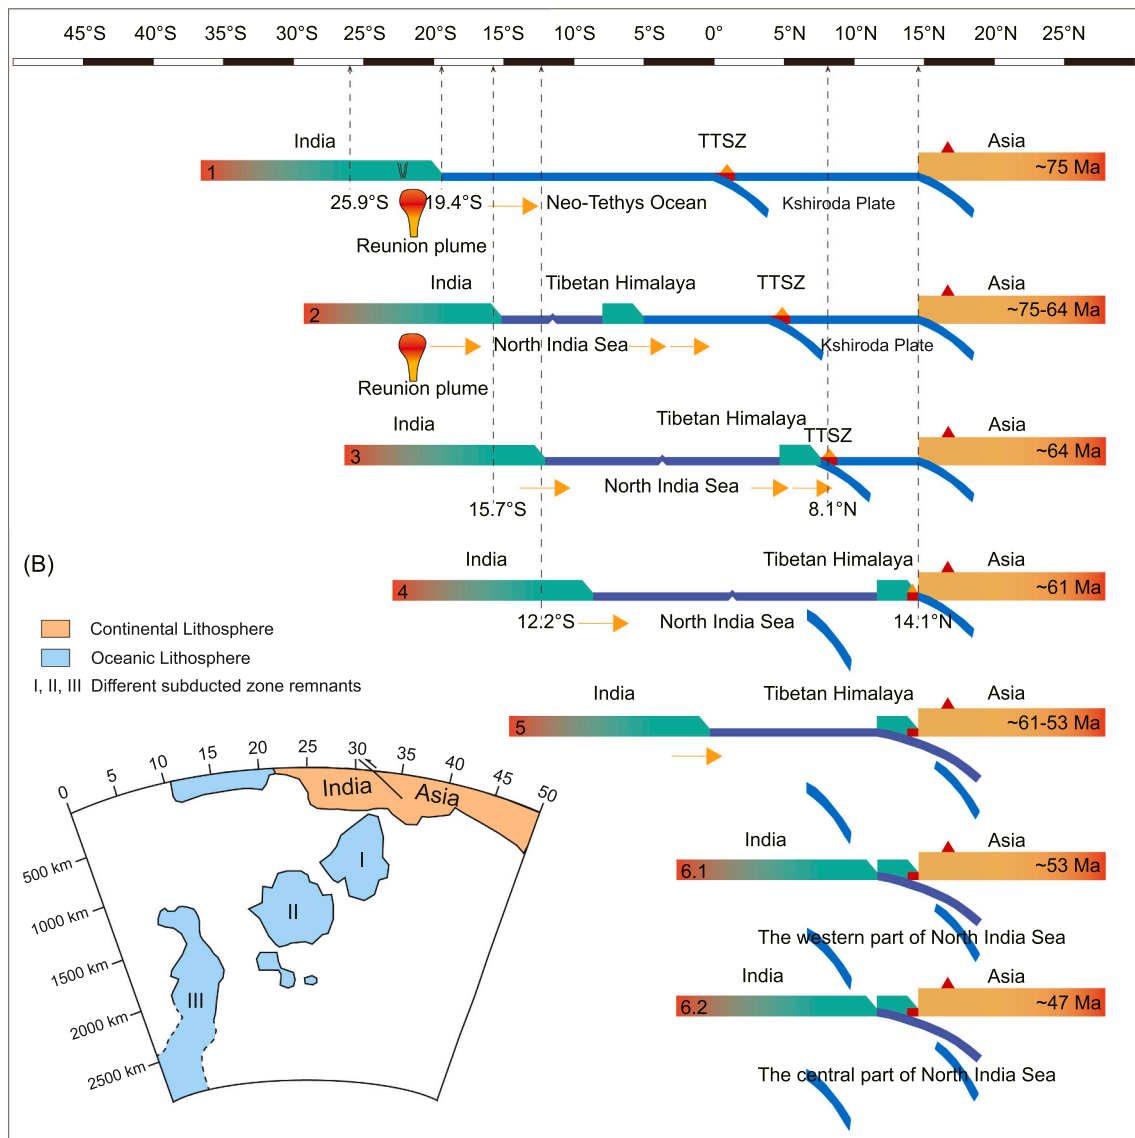 45°S 40°S 35°S 30°S 25°S 20°S 15°S 10°S 5°S 0° 5°N 10°N 15°N 20°N 25°N
India TTSZ Asia
1 ~75 Ma
25.9°S 19.4°S Neo-Tethys Ocean Kshiroda Plate
Reunion plume
India Tibetan Himalaya TTSZ Asia
2 ~75-64 Ma
North India Sea Kshiroda Plate
Reunion plume
Tibetan Himalaya
India TTSZ Asia
3 ~64 Ma
North India Sea
15.7°S 8.1°N
(B)
India Tibetan Himalaya Asia
4 ~61 Ma
12.2°S North India Sea 14.1°N
Continental Lithosphere
Oceanic Lithosphere
I, II, III Different subducted zone remnants
India Tibetan Himalaya Asia
5 ~61-53 Ma
0 5 10 15 20 25 30 35 40 45 50
India Asia
500 km
1000 km
1500 km
2000 km
2500 km
I
II
III
India Asia
6.1 ~53 Ma
The western part of North India Sea
India Asia
6.2 ~47 Ma
The central part of North India Sea